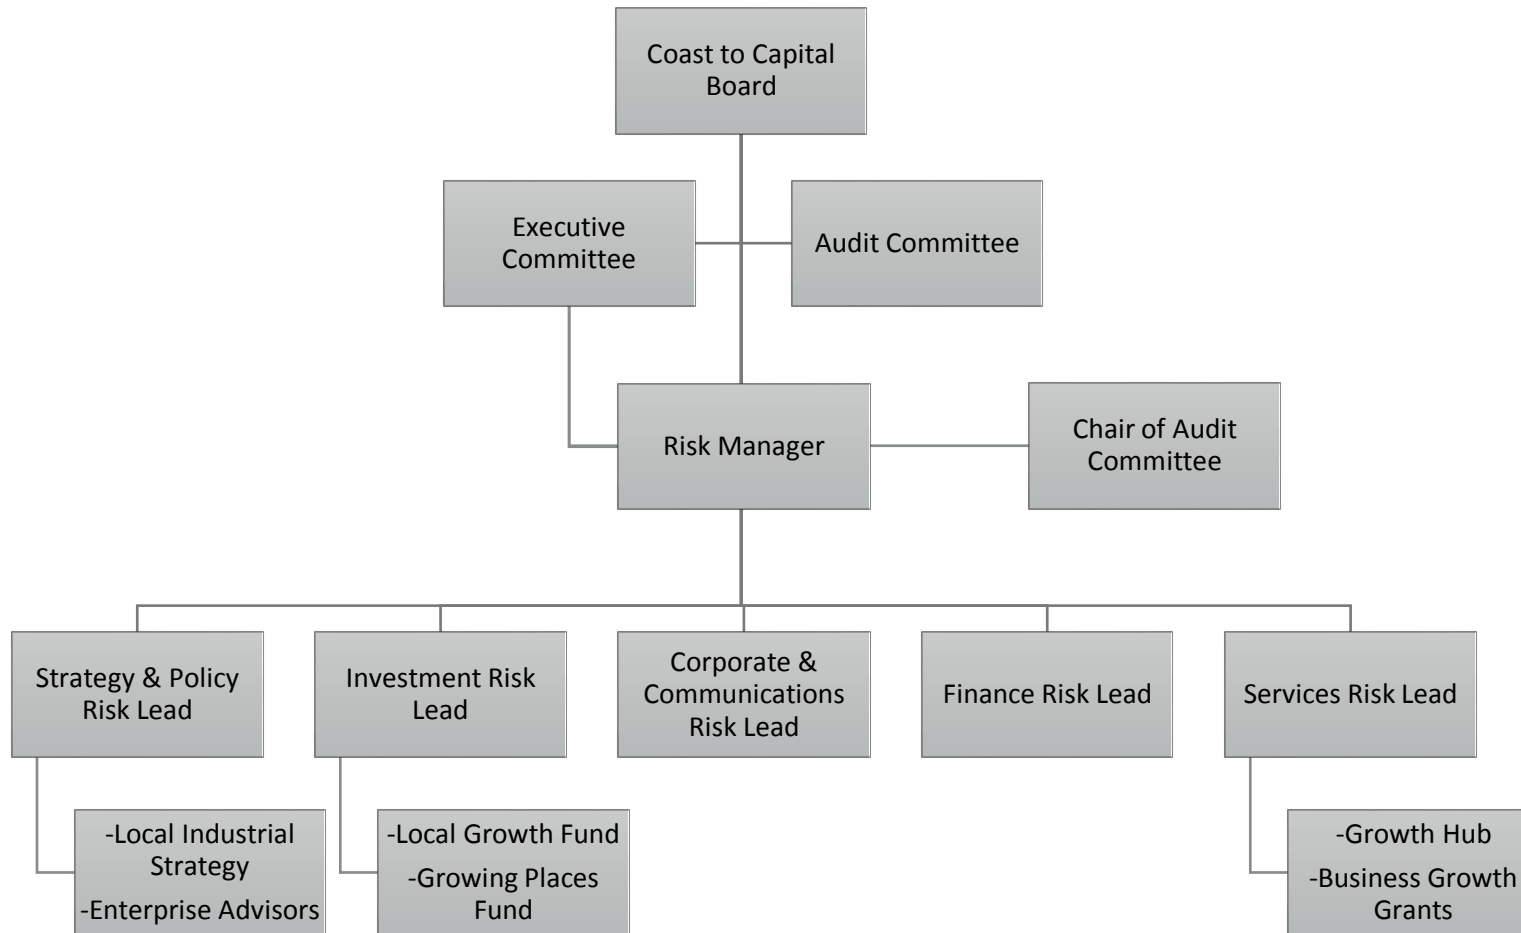 Coast to Capital
Board
Executive
Committee
Audit Committee
Risk Manager
Chair of Audit
Committee
Strategy & Policy
Risk Lead
Investment Risk
Lead
Corporate &
Communications
Risk Lead
Finance Risk Lead
Services Risk Lead
-Local Industrial
Strategy
-Enterprise Advisors
-Local Growth Fund
-Growing Places
Fund
-Growth Hub
-Business Growth
Grants